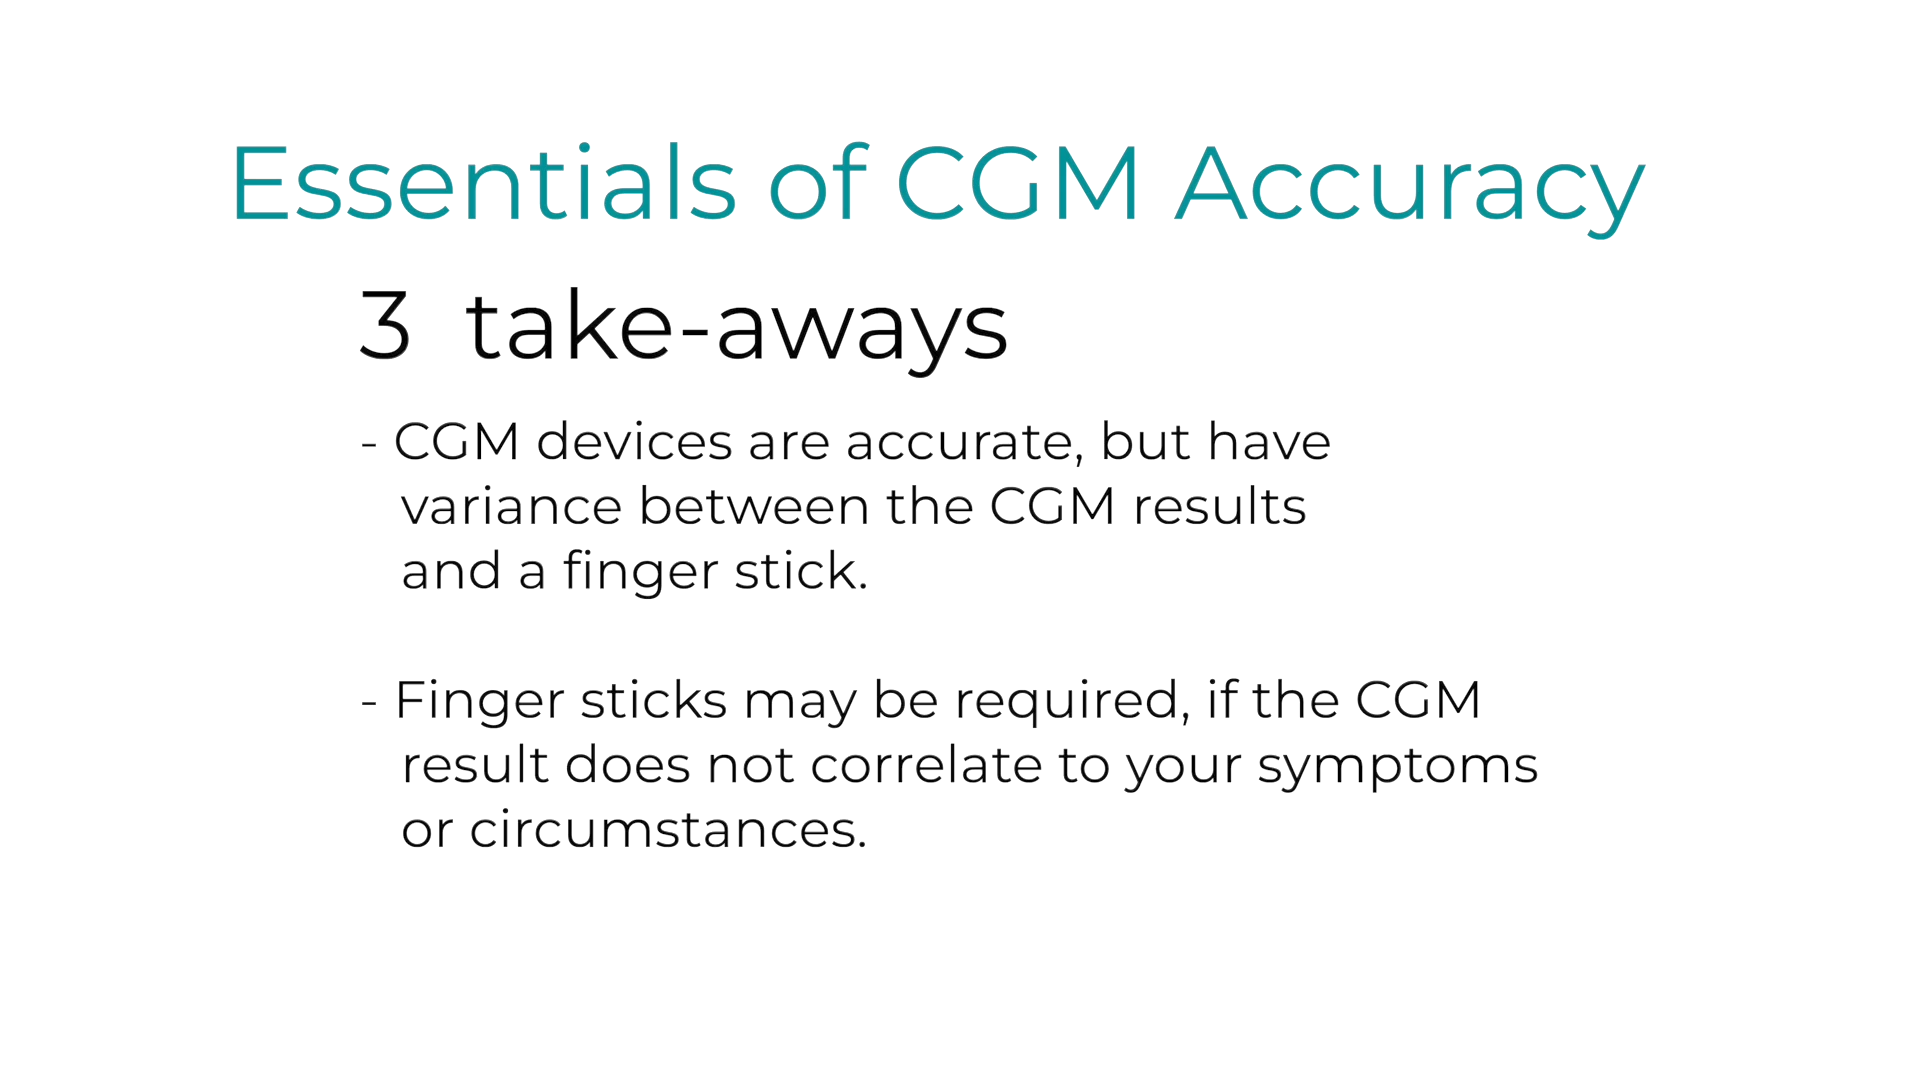 Essentials of CGM Accuracy
3 take-aways
- CGM devices are accurate, but have
variance between the CGM results
and a finger stick.
- Finger sticks may be required, if the CGM
result does not correlate to your symptoms
or circumstances.